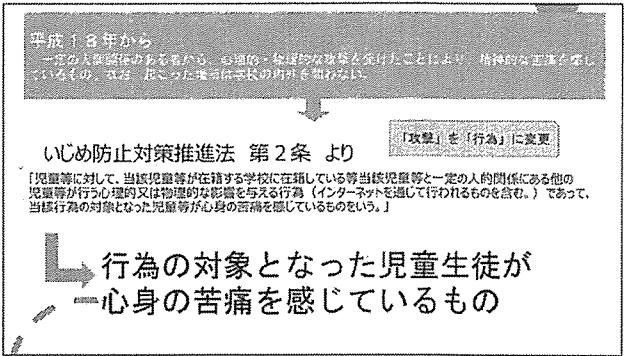 平成18年から
一定の人間関係のある者から、心理的・物理的な攻撃を受けたことにより、精神的な苦痛を感じ
ているもの。なお、起こった場所は学校の内外を問わない。
「攻撃」を「行為」に変更
いじめ防止対策推進法　第2条　より
「児童等に対して、当該児童等が在籍する学校に在籍している等当該児童等と一定の人的関係にある他の
児童等が行う心理的又は物理的な影響を与える行為（インターネットを通じて行われるものを含む。）であって、
当該行為の対象となった児童等が心身の苦痛を感じているものをいう。」
行為の対象となった児童生徒が
心身の苦痛を感じているもの